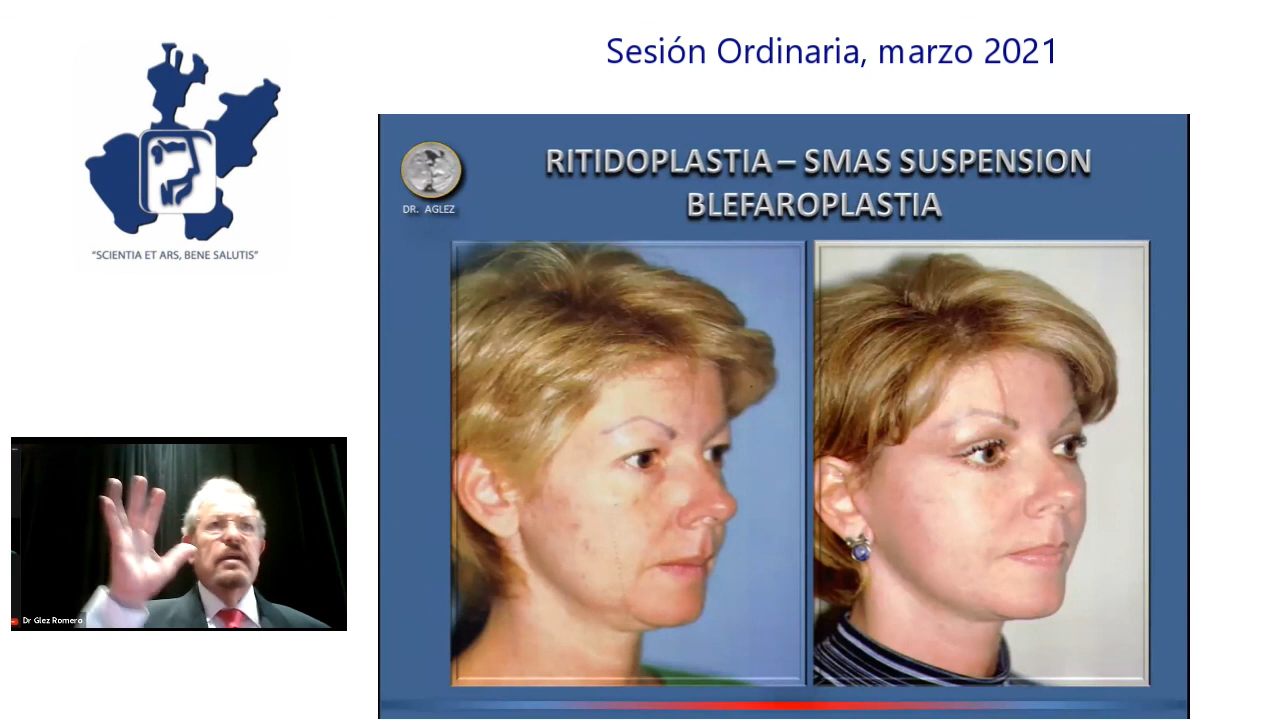 Sesión Ordinaria, marzo 2021
"SCIENTIA ET ARS, BENE SALUTIS"
DR. AGLEZ
RITIDOPLASTIA – SMAS SUSPENSION
BLEFAROPLASTIA
Dr Glez Romero